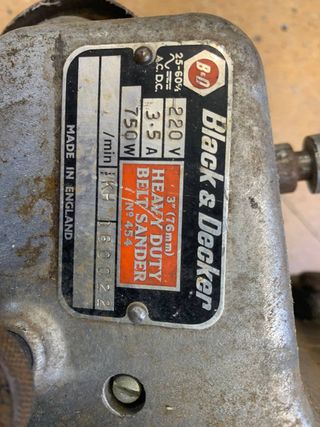 B&D
Black & Decker
25-60%
A.C. D.C.
220 V
3.5 A
750 W
/min
3" (76mm)
HEAVY DUTY
BELT SANDER
Nº 454
MADE IN ENGLAND